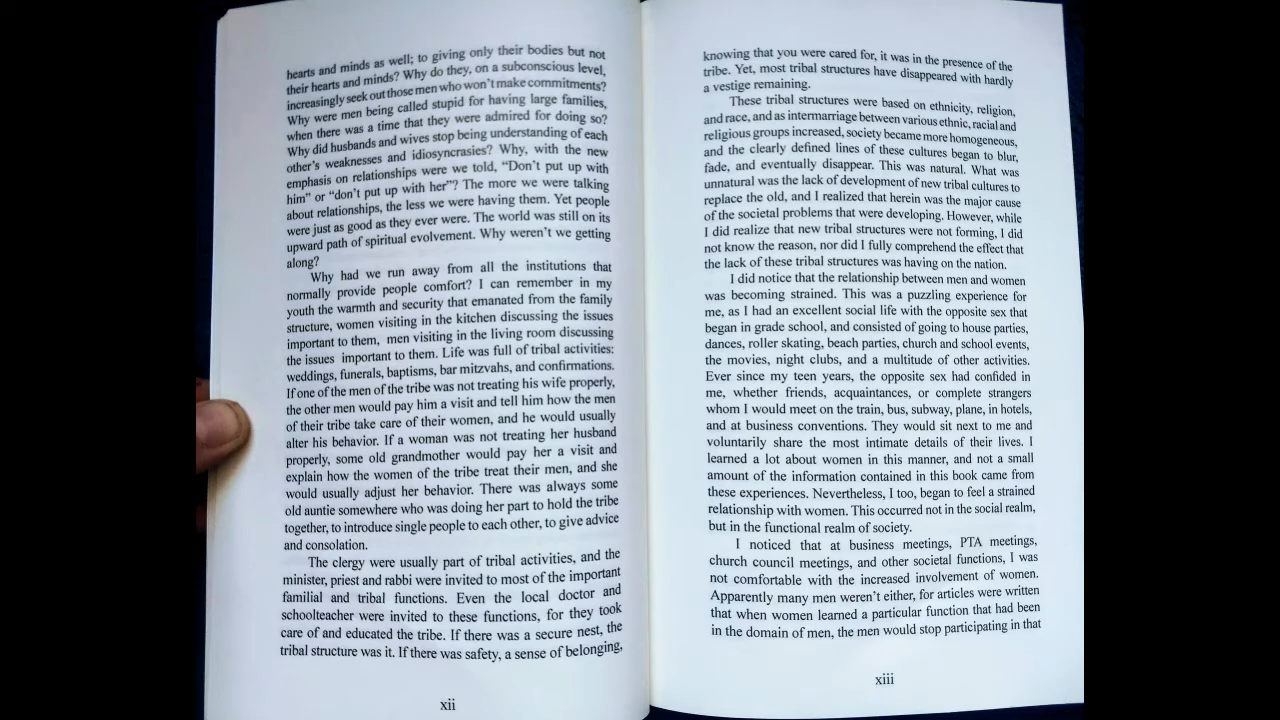 hearts and minds as well; to giving only their bodies but not
their hearts and minds? Why do they, on a subconscious level,
increasingly seek out those men who won't make commitments?
Why were men being called stupid for having large families,
when there was a time that they were admired for doing so?
Why did husbands and wives stop being understanding of each
other's weaknesses and idiosyncrasies? Why, with the new
emphasis on relationships were we told, "Don't put up with
him" or "don't put up with her"? The more we were talking
about relationships, the less we were having them. Yet people
were just as good as they ever were. The world was still on its
upward path of spiritual evolvement. Why weren't we getting
along?
Why had we run away from all the institutions that
normally provide people comfort? I can remember in my
youth the warmth and security that emanated from the family
structure, women visiting in the kitchen discussing the issues
important to them, men visiting in the living room discussing
the issues important to them. Life was full of tribal activities:
weddings, funerals, baptisms, bar mitzvahs, and confirmations.
If one of the men of the tribe was not treating his wife properly,
the other men would pay him a visit and tell him how the men
of their tribe take care of their women, and he would usually
alter his behavior. If a woman was not treating her husband
properly, some old grandmother would pay her a visit and
explain how the women of the tribe treat their men, and she
would usually adjust her behavior. There was always some
old auntie somewhere who was doing her part to hold the tribe
together, to introduce single people to each other, to give advice
and consolation.
The clergy were usually part of tribal activities, and the
minister, priest and rabbi were invited to most of the important
familial and tribal functions. Even the local doctor and
schoolteacher were invited to these functions, for they took
care of and educated the tribe. If there was a secure nest, the
tribal structure was it. If there was safety, a sense of belonging,
xii
knowing that you were cared for, it was in the presence of the
tribe. Yet, most tribal structures have disappeared with hardly
a vestige remaining.
These tribal structures were based on ethnicity, religion,
and race, and as intermarriage between various ethnic, racial and
religious groups increased, society became more homogeneous,
and the clearly defined lines of these cultures began to blur,
fade, and eventually disappear. This was natural. What was
unnatural was the lack of development of new tribal cultures to
replace the old, and I realized that herein was the major cause
of the societal problems that were developing. However, while
I did realize that new tribal structures were not forming, I did
not know the reason, nor did I fully comprehend the effect that
the lack of these tribal structures was having on the nation.
I did notice that the relationship between men and women
was becoming strained. This was a puzzling experience for
me, as I had an excellent social life with the opposite sex that
began in grade school, and consisted of going to house parties,
dances, roller skating, beach parties, church and school events,
the movies, night clubs, and a multitude of other activities.
Ever since my teen years, the opposite sex had confided in
me, whether friends, acquaintances, or complete strangers
whom I would meet on the train, bus, subway, plane, in hotels,
and at business conventions. They would sit next to me and
voluntarily share the most intimate details of their lives. I
learned a lot about women in this manner, and not a small
amount of the information contained in this book came from
these experiences. Nevertheless, I too, began to feel a strained
relationship with women. This occurred not in the social realm,
but in the functional realm of society.
I noticed that at business meetings, PTA meetings,
church council meetings, and other societal functions, I was
not comfortable with the increased involvement of women.
Apparently many men weren't either, for articles were written
that when women learned a particular function that had been
in the domain of men, the men would stop participating in that
xiii